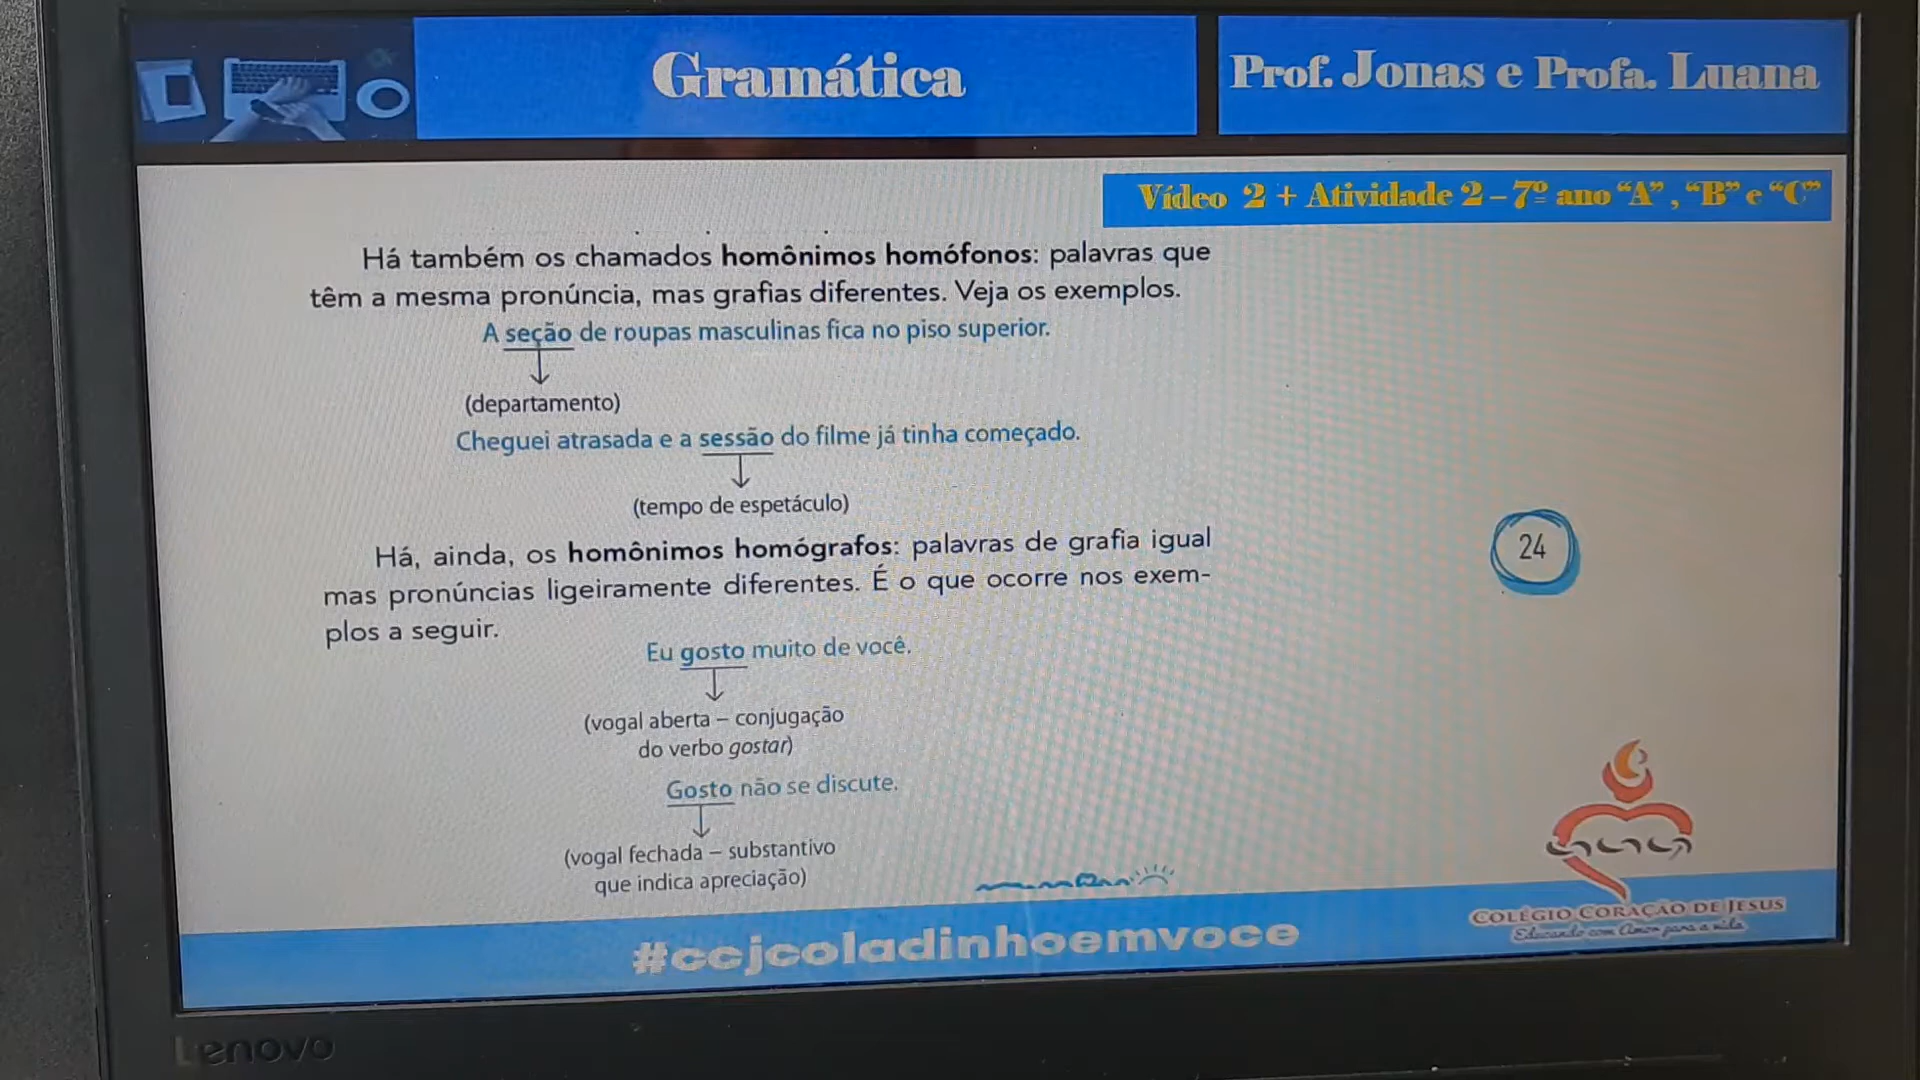 Gramática
Prof. Jonas e Profa. Luana
Vídeo 2 + Atividade 2 – 7º ano “A”, “B” e “C”
Há também os chamados homônimos homófonos: palavras que
têm a mesma pronúncia, mas grafias diferentes. Veja os exemplos.
A seção de roupas masculinas fica no piso superior.
(departamento)
Cheguei atrasada e a sessão do filme já tinha começado.
(tempo de espetáculo)
Há, ainda, os homônimos homógrafos: palavras de grafia igual
mas pronúncias ligeiramente diferentes. É o que ocorre nos exem-
plos a seguir.
24
Eu gosto muito de você.
(vogal aberta – conjugação
do verbo gostar)
Gosto não se discute.
(vogal fechada – substantivo
que indica apreciação)
#ccjcoladinhoemvoce
COLÉGIO CORAÇÃO DE JESUS
Educando com Amor para a vida
Lenovo